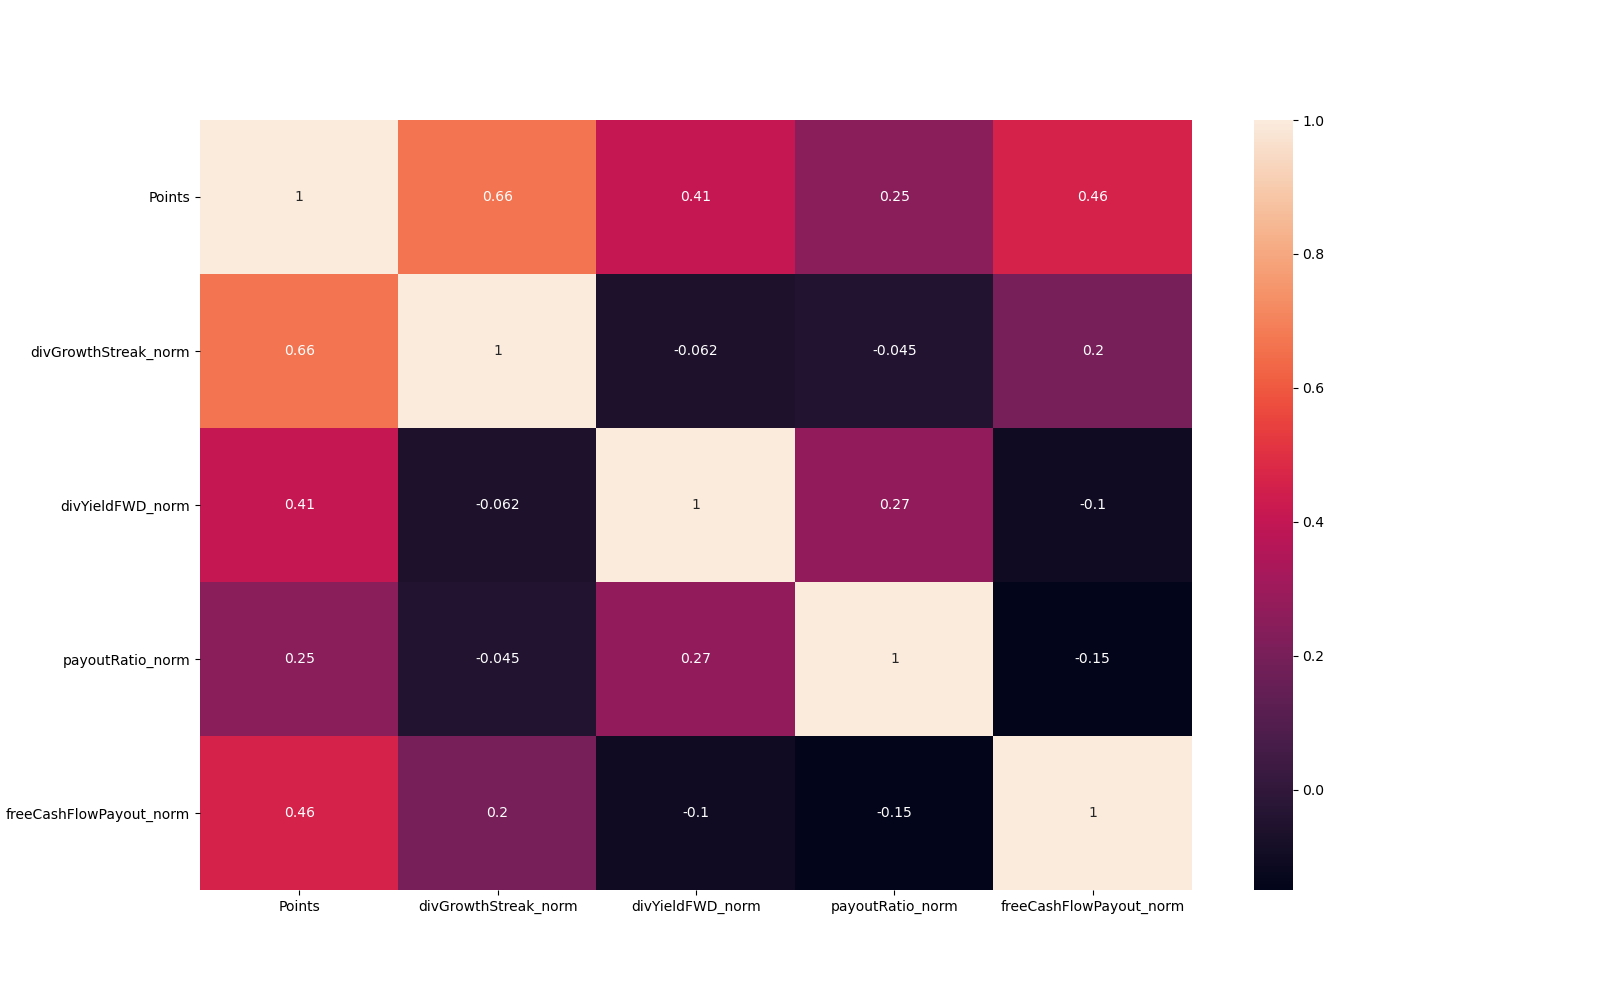 Points 1 0.66 0.41 0.25 0.46
divGrowthStreak_norm 0.66 1 -0.062 -0.045 0.2
divYieldFWD_norm 0.41 -0.062 1 0.27 -0.1
payoutRatio_norm 0.25 -0.045 0.27 1 -0.15
freeCashFlowPayout_norm 0.46 0.2 -0.1 -0.15 1
Points divGrowthStreak_norm divYieldFWD_norm payoutRatio_norm freeCashFlowPayout_norm
1.0
0.8
0.6
0.4
0.2
0.0